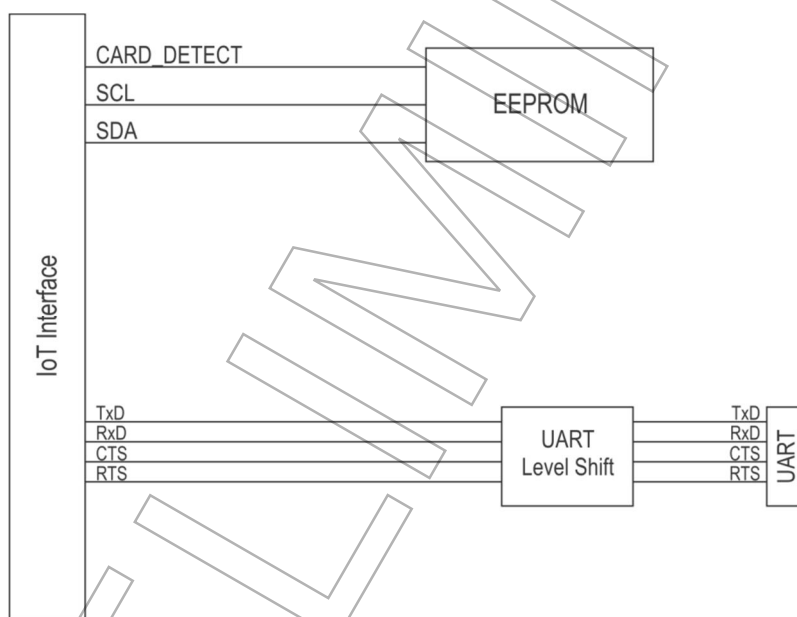 CARD_DETECT
SCL
SDA
EEPROM
IoT Interface
TxD
RxD
CTS
RTS
UART
Level Shift
TxD
RxD
CTS
RTS
UART